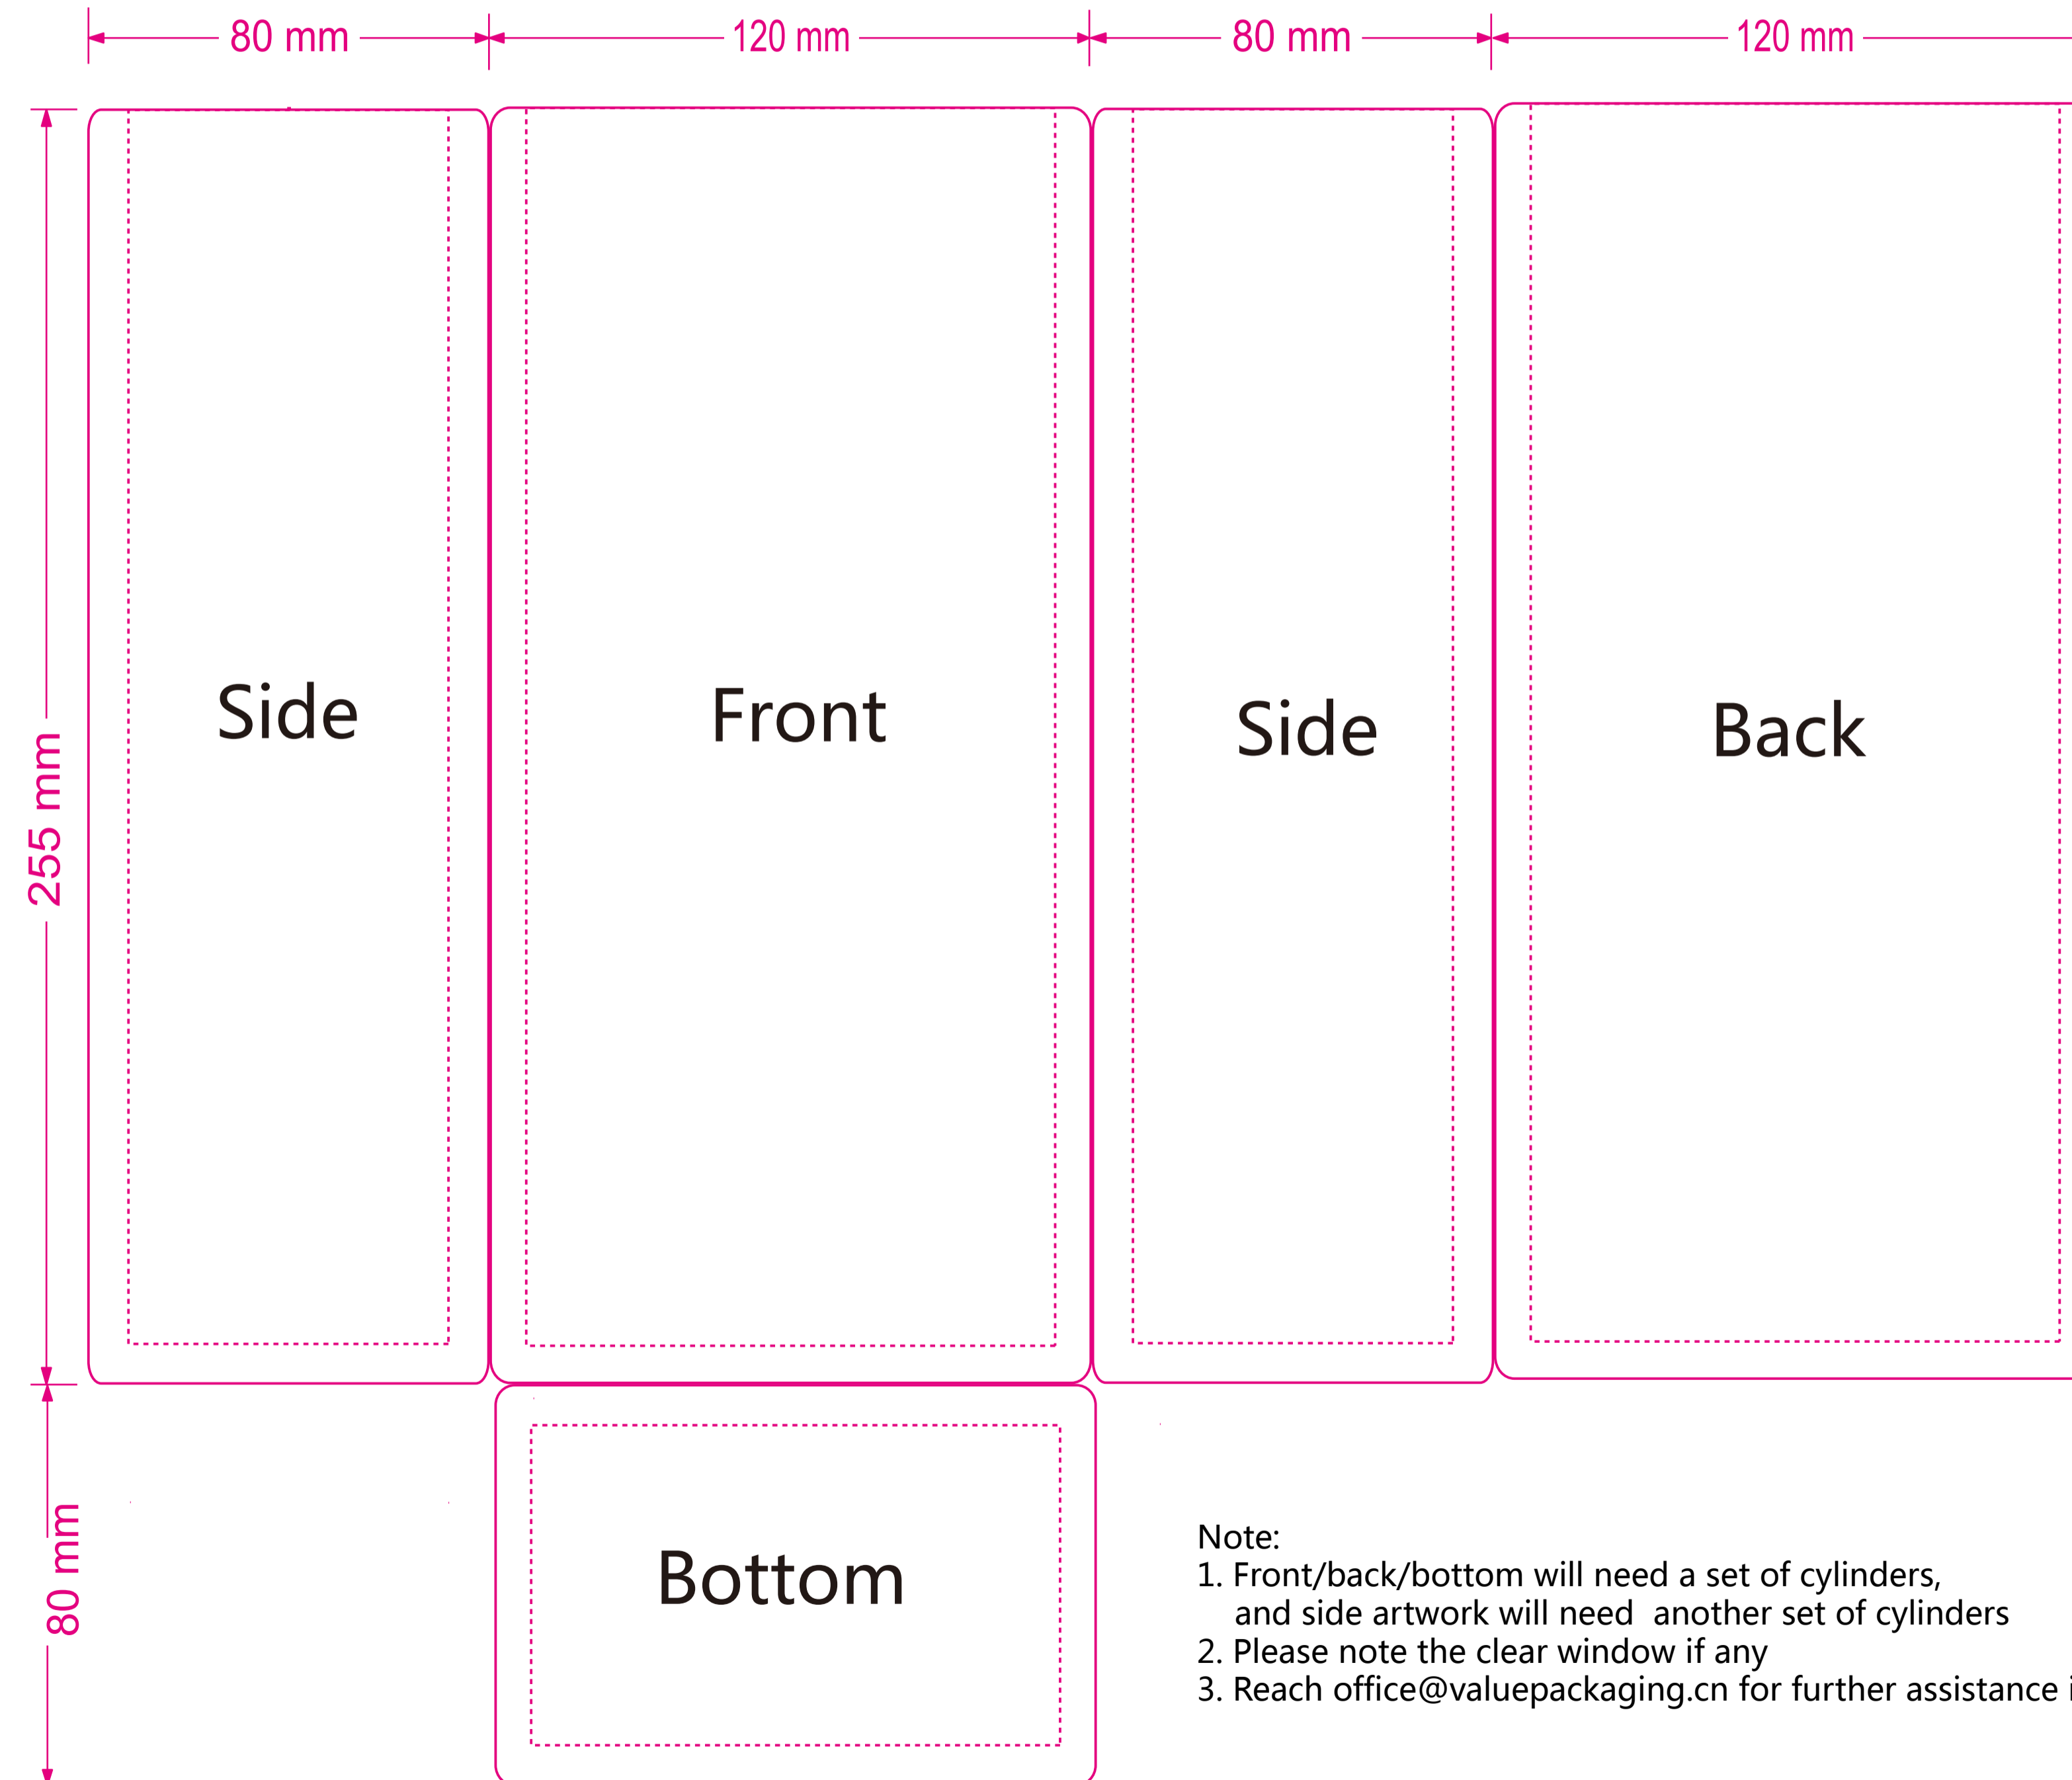 80 mm
120 mm
80 mm
120 mm
255 mm
Side
Front
Side
Back
80 mm
Bottom
Note:
1. Front/back/bottom will need a set of cylinders,
and side artwork will need  another set of cylinders
2. Please note the clear window if any
3. Reach office@valuepackaging.cn for further assistance